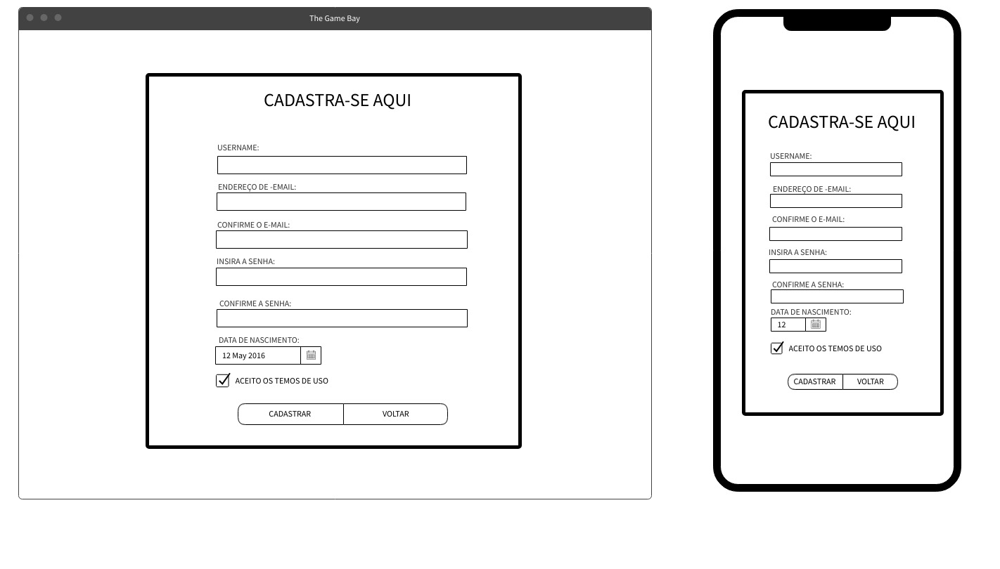 The Game Bay
CADASTRA-SE AQUI
USERNAME:
ENDEREÇO DE -EMAIL:
CONFIRME O E-MAIL:
INSIRA A SENHA:
CONFIRME A SENHA:
DATA DE NASCIMENTO:
12 May 2016
ACEITO OS TEMOS DE USO
CADASTRAR VOLTAR
CADASTRA-SE AQUI
USERNAME:
ENDEREÇO DE -EMAIL:
CONFIRME O E-MAIL:
INSIRA A SENHA:
CONFIRME A SENHA:
DATA DE NASCIMENTO:
12
ACEITO OS TEMOS DE USO
CADASTRAR VOLTAR